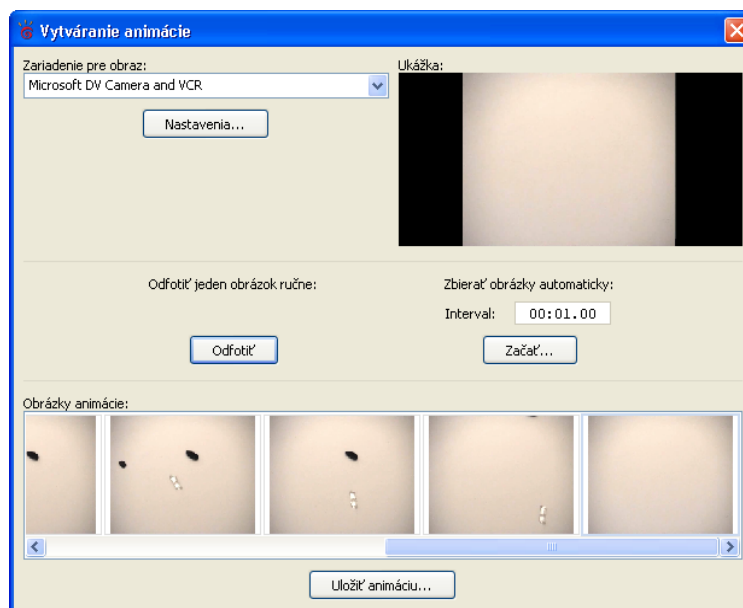 Vytváranie animácie
Zariadenie pre obraz:
Microsoft DV Camera and VCR
Nastavenia...
Ukážka:
Odfotiť jeden obrázok ručne:
Odfotiť
Zbierať obrázky automaticky:
Interval: 00:01.00
Začať...
Obrázky animácie:
Uložiť animáciu...